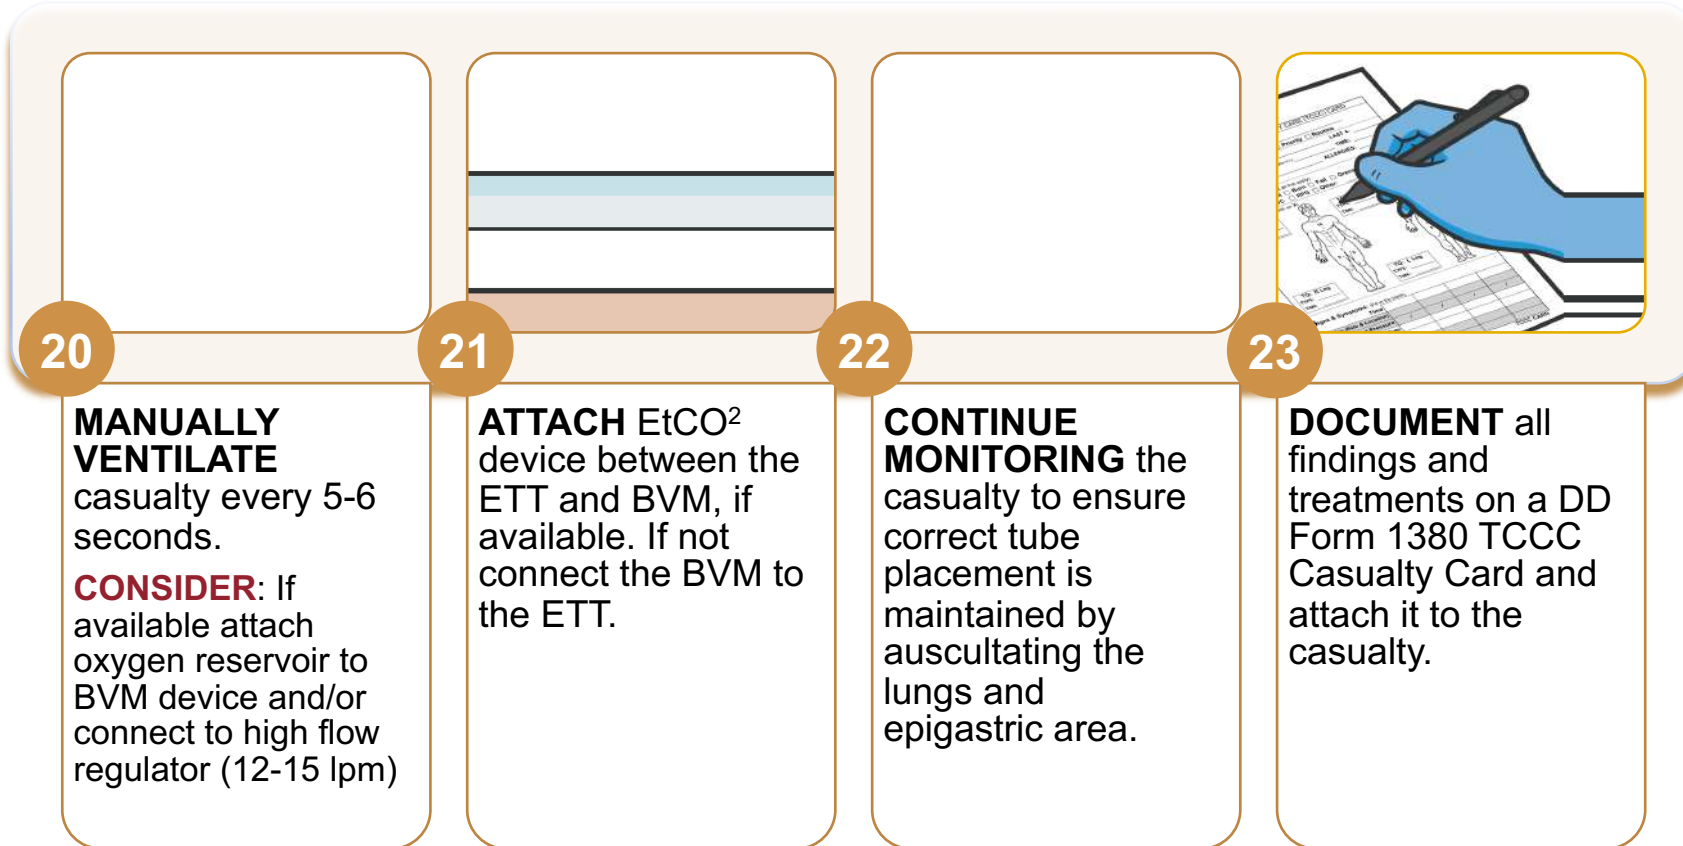 20
MANUALLY
VENTILATE
casualty every 5-6
seconds.
CONSIDER: If
available attach
oxygen reservoir to
BVM device and/or
connect to high flow
regulator (12-15 lpm)
21
ATTACH EtCO²
device between the
ETT and BVM, if
available. If not
connect the BVM to
the ETT.
22
CONTINUE
MONITORING the
casualty to ensure
correct tube
placement is
maintained by
auscultating the
lungs and
epigastric area.
23
DOCUMENT all
findings and
treatments on a DD
Form 1380 TCCC
Casualty Card and
attach it to the
casualty.